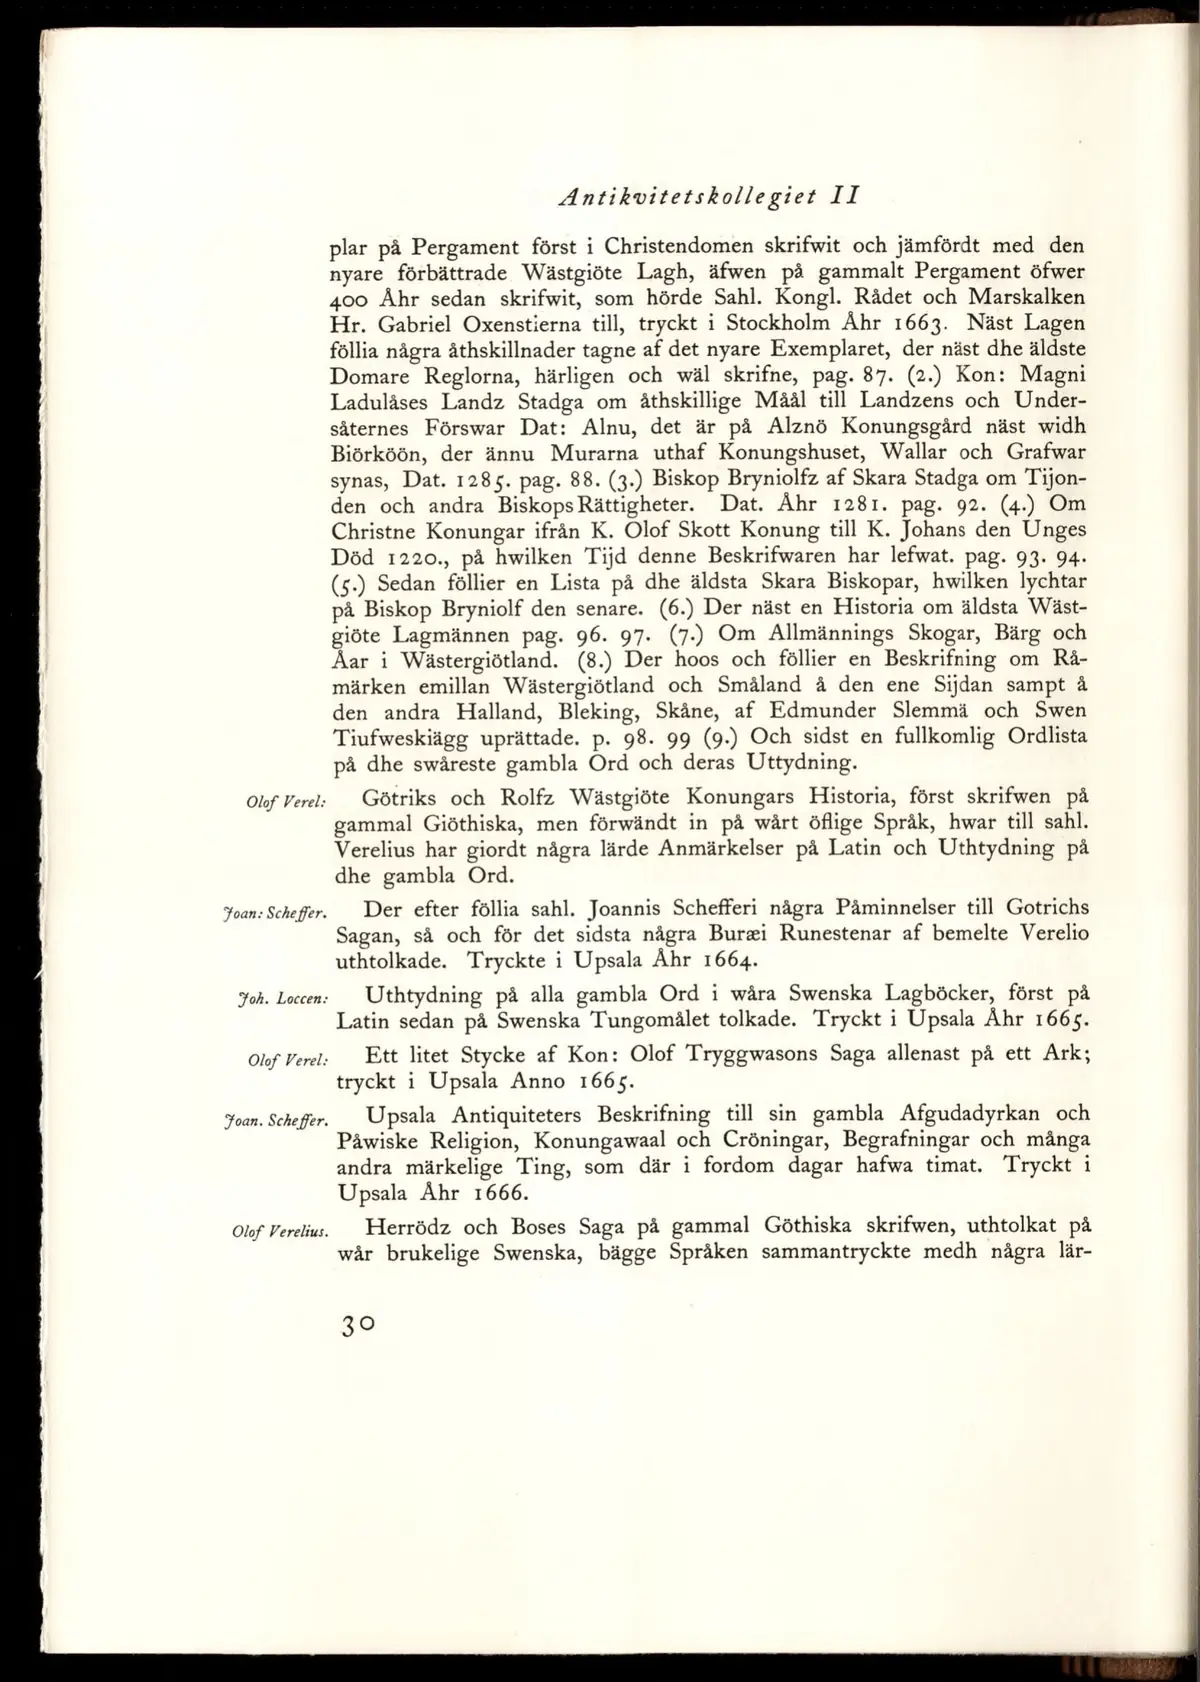 Antikvitetskollegiet II
plar på Pergament först i Christendomen skrifwit och jämfördt med den
nyare förbättrade Wästgiöte Lagh, äfwen på gammalt Pergament öfwer
400 Åhr sedan skrifwit, som hörde Sahl. Kongl. Rådet och Marskalken
Hr. Gabriel Oxenstierna till, tryckt i Stockholm Åhr 1663. Näst Lagen
föllia några åthskillnader tagne af det nyare Exemplaret, der näst dhe äldste
Domare Reglorna, härligen och wäl skrifne, pag. 87. (2.) Kon: Magni
Ladulåses Landz Stadga om åthskillige Måål till Landzens och Under-
såternes Förswar Dat: Alnu, det är på Alznö Konungsgård näst widh
Biörköön, der ännu Murarna uthaf Konungshuset, Wallar och Grafwar
synas, Dat. 1285. pag. 88. (3.) Biskop Bryniolfz af Skara Stadga om Tijon-
den och andra Biskops Rättigheter. Dat. Åhr 1281. pag. 92. (4.) Om
Christne Konungar ifrån K. Olof Skott Konung till K. Johans den Unges
Död 1220., på hwilken Tijd denne Beskrifwaren har lefwat. pag. 93. 94.
(5.) Sedan föllier en Lista på dhe äldsta Skara Biskopar, hwilken lychtar
på Biskop Bryniolf den senare. (6.) Der näst en Historia om äldsta Wäst-
giöte Lagmännen pag. 96. 97. (7.) Om Allmännings Skogar, Bärg och
Åar i Wästergiötland. (8.) Der hoos och föllier en Beskrifning om Rå-
märken emillan Wästergiötland och Småland å den ene Sijdan sampt å
den andra Halland, Bleking, Skåne, af Edmunder Slemmä och Swen
Tiufweskiägg uprättade. p. 98. 99 (9.) Och sidst en fullkomlig Ordlista
på dhe swåreste gambla Ord och deras Uttydning.
Olof Verel: Götriks och Rolfz Wästgiöte Konungars Historia, först skrifwen på
gammal Giöthiska, men förwändt in på wårt öflige Språk, hwar till sahl.
Verelius har giordt några lärde Anmärkelser på Latin och Uthtydning på
dhe gambla Ord.
Joan: Scheffer. Der efter föllia sahl. Joannis Schefferi några Påminnelser till Gotrichs
Sagan, så och för det sidsta några Buræi Runestenar af bemelte Verelio
uthtolkade. Tryckte i Upsala Åhr 1664.
Joh. Loccen: Uthtydning på alla gambla Ord i wåra Swenska Lagböcker, först på
Latin sedan på Swenska Tungomålet tolkade. Tryckt i Upsala Åhr 1665.
Olof Verel: Ett litet Stycke af Kon: Olof Tryggwasons Saga allenast på ett Ark;
tryckt i Upsala Anno 1665.
Joan. Scheffer. Upsala Antiquiteters Beskrifning till sin gambla Afgudadyrkan och
Påwiske Religion, Konungawaal och Cröningar, Begrafningar och många
andra märkelige Ting, som där i fordom dagar hafwa timat. Tryckt i
Upsala Åhr 1666.
Olof Verelius. Herrödz och Boses Saga på gammal Göthiska skrifwen, uthtolkat på
wår brukelige Swenska, bägge Språken sammantryckte medh några lär-
30